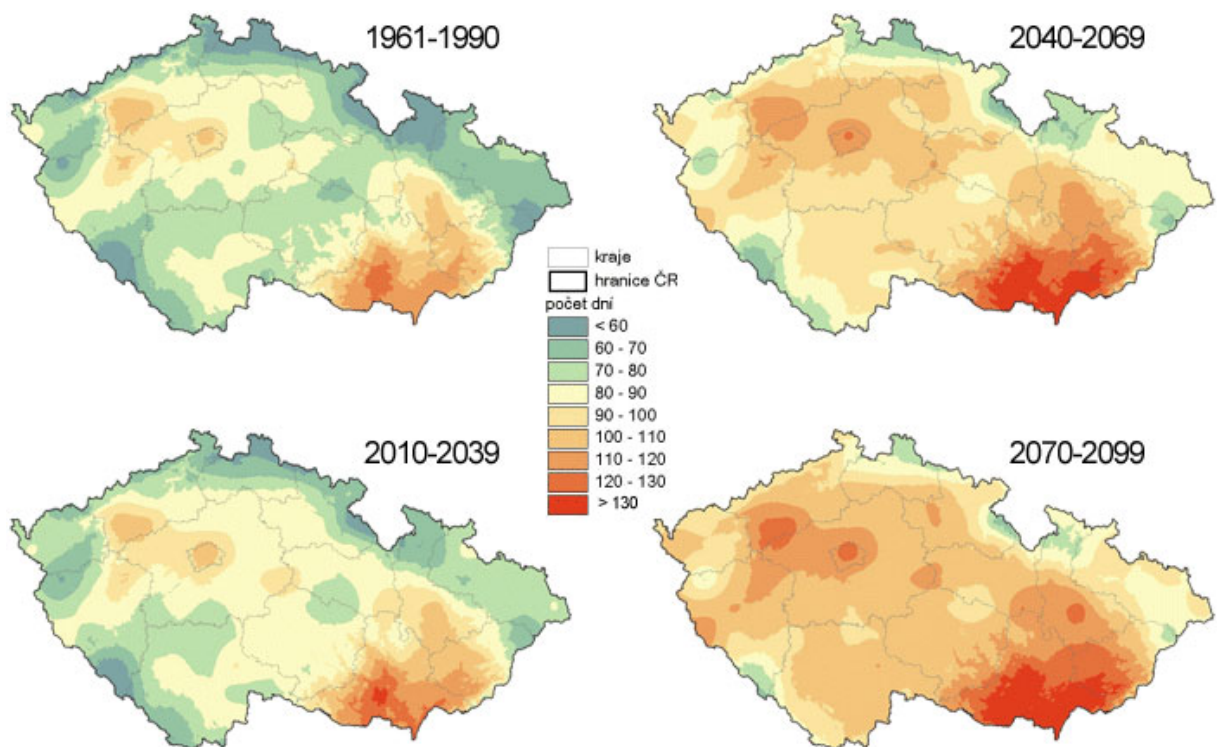 1961-1990
2040-2069
kraje
hranice ČR
počet dní
< 60
60 - 70
70 - 80
80 - 90
90 - 100
100 - 110
110 - 120
120 - 130
> 130
2010-2039
2070-2099